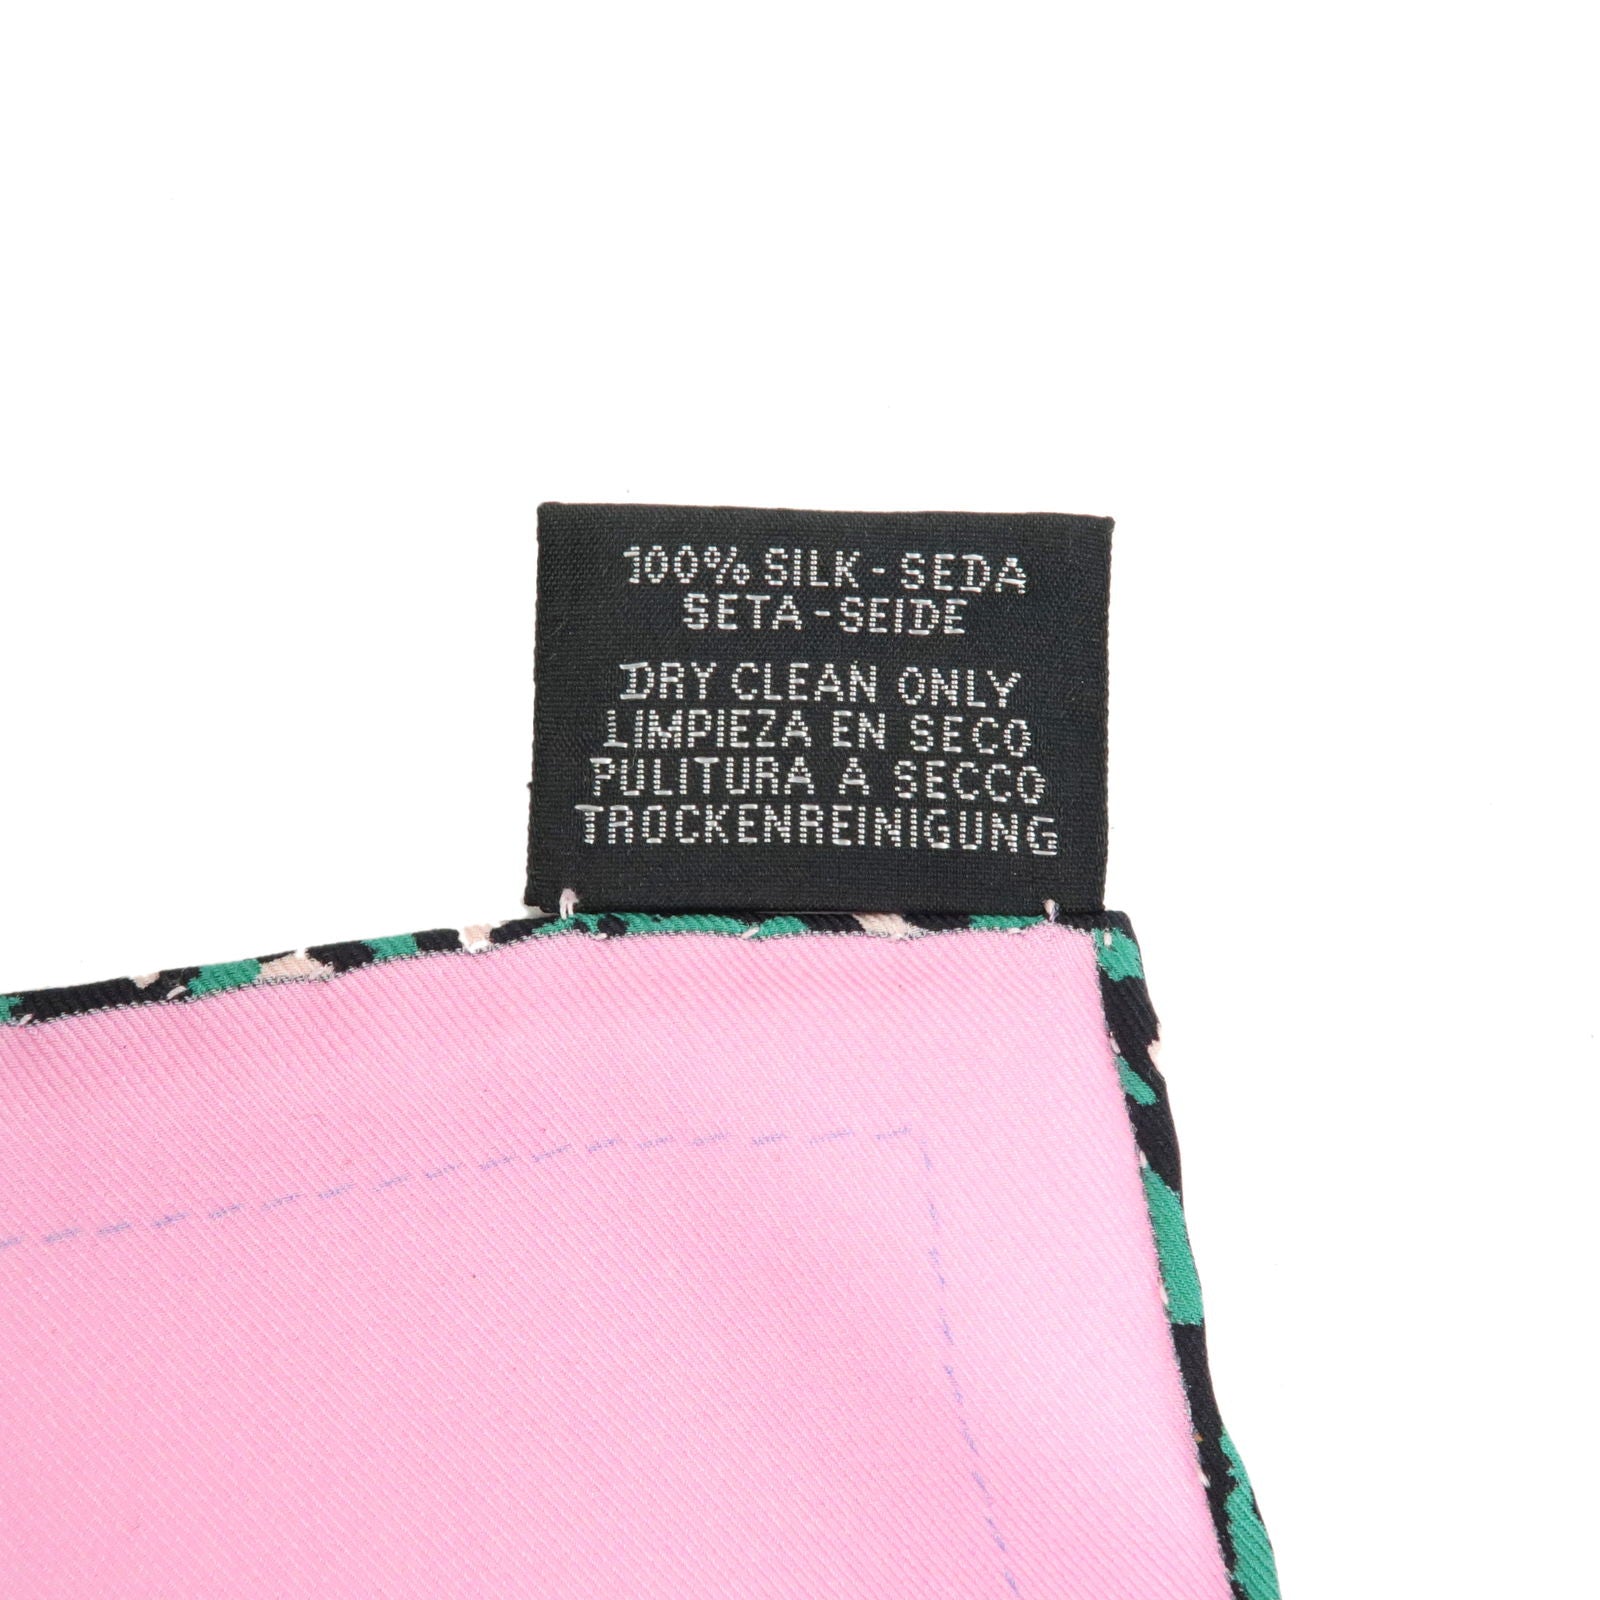 100% SILK - SEDA
SETA - SEIDE
DRY CLEAN ONLY
LIMPIEZA EN SECO
PULITURA A SECCO
TROCKENREINIGUNG